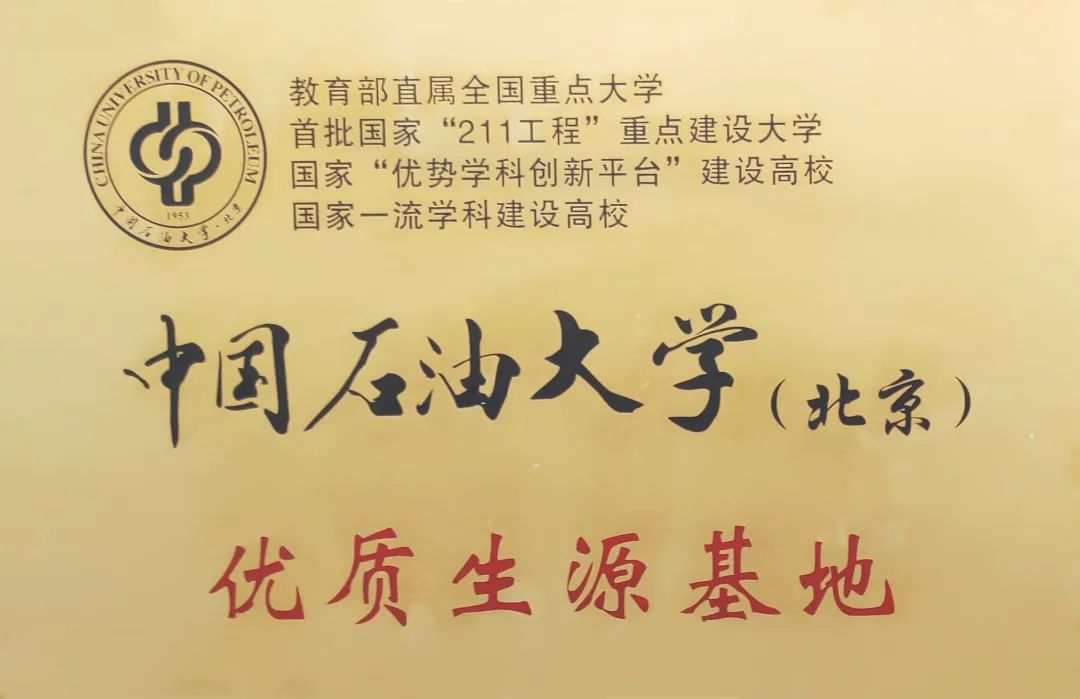 CHINA UNIVERSITY OF PETROLEUM
1953
中国石油大学·北京
教育部直属全国重点大学
首批国家“211工程”重点建设大学
国家“优势学科创新平台”建设高校
国家一流学科建设高校
中国石油大学（北京）
优质生源基地